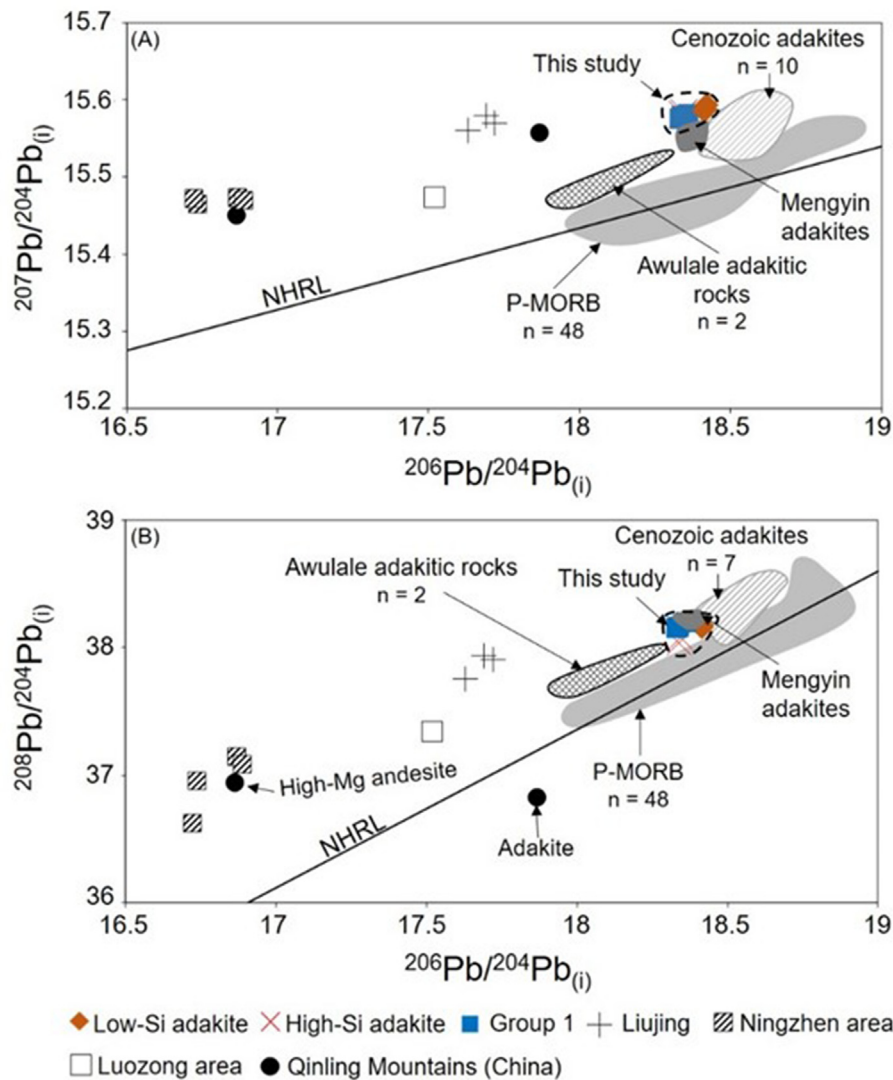 15.7
(A)
Cenozoic adakites
n = 10
This study
15.6
15.5
Mengyin
adakites
15.4
NHRL
Awulale adakitic
rocks
n = 2
P-MORB
n = 48
15.3
15.2
²⁰⁷Pb/²⁰⁴Pb(i)
16.5 17 17.5 18 18.5 19
²⁰⁶Pb/²⁰⁴Pb(i)
39
(B)
Cenozoic adakites
n = 7
Awulale adakitic rocks
n = 2
This study
38
Mengyin
adakites
37
High-Mg andesite
P-MORB
n = 48
NHRL
Adakite
36
²⁰⁸Pb/²⁰⁴Pb(i)
16.5 17 17.5 18 18.5 19
²⁰⁶Pb/²⁰⁴Pb(i)
Low-Si adakite High-Si adakite Group 1 Liujing Ningzhen area
Luozong area Qinling Mountains (China)